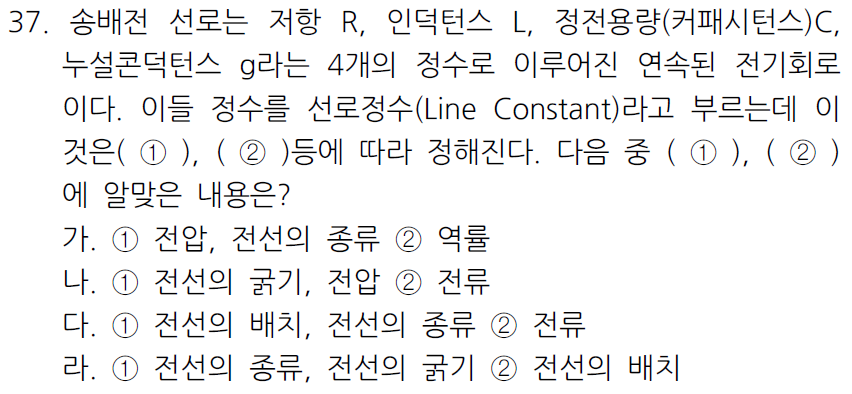 37. 송배전 선로는 저항 R, 인덕턴스 L, 정전용량(커패시턴스)C,
누설콘덕턴스 g라는 4개의 정수로 이루어진 연속된 전기회로
이다. 이들 정수를 선로정수(Line Constant)라고 부르는데 이
것은( ① ), ( ② )등에 따라 정해진다. 다음 중 ( ① ), ( ② )
에 알맞은 내용은?
가. ① 전압, 전선의 종류 ② 역률
나. ① 전선의 굵기, 전압 ② 전류
다. ① 전선의 배치, 전선의 종류 ② 전류
라. ① 전선의 종류, 전선의 굵기 ② 전선의 배치